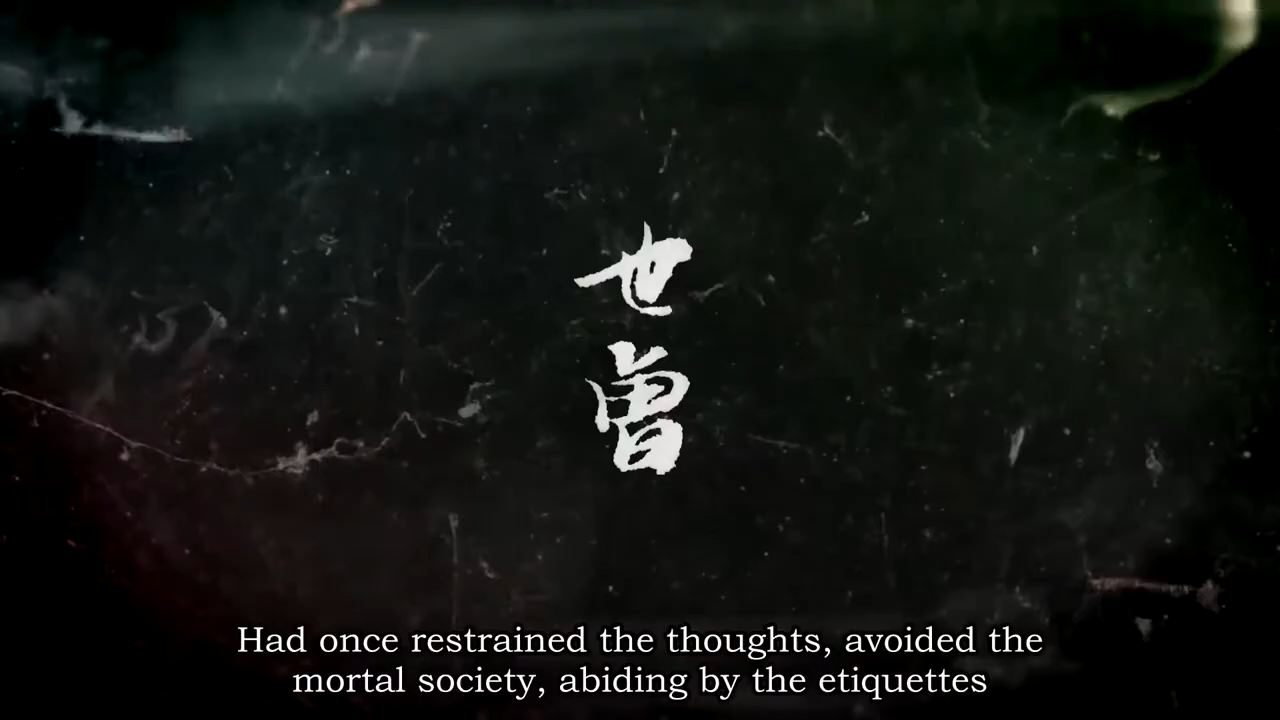 也曾
Had once restrained the thoughts, avoided the
mortal society, abiding by the etiquettes